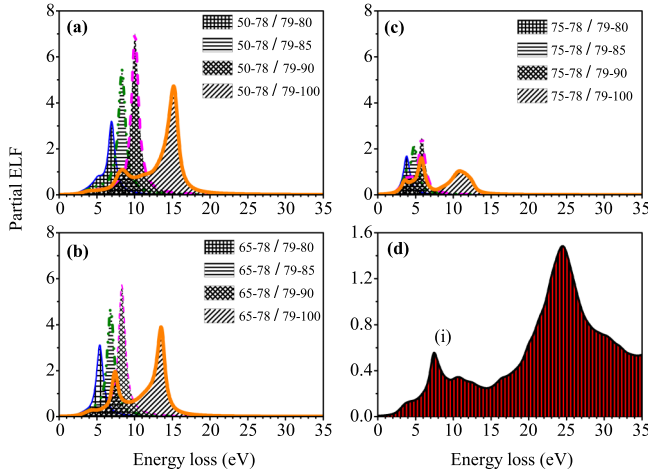 (a)
50-78 / 79-80
50-78 / 79-85
50-78 / 79-90
50-78 / 79-100
8
6
4
2
0
0 5 10 15 20 25 30 35
(c)
75-78 / 79-80
75-78 / 79-85
75-78 / 79-90
75-78 / 79-100
8
6
4
2
0
0 5 10 15 20 25 30 35
Partial ELF
(b)
65-78 / 79-80
65-78 / 79-85
65-78 / 79-90
65-78 / 79-100
8
6
4
2
0
0 5 10 15 20 25 30 35
Energy loss (eV)
(d)
(i)
1.6
1.2
0.8
0.4
0.0
0 5 10 15 20 25 30 35
Energy loss (eV)